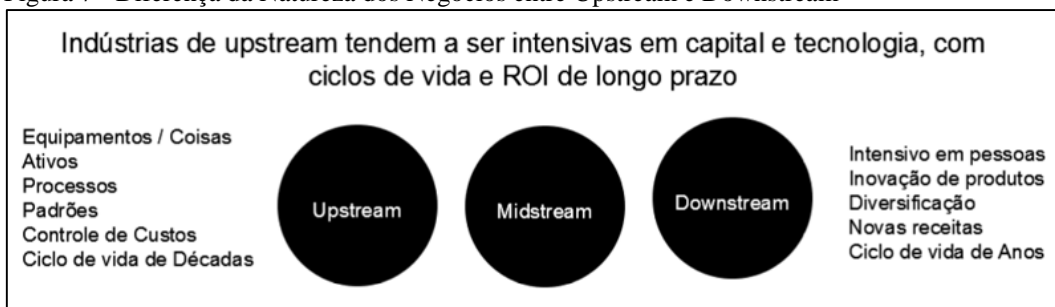 Indústrias de upstream tendem a ser intensivas em capital e tecnologia, com
ciclos de vida e ROI de longo prazo
Equipamentos / Coisas
Ativos
Processos
Padrões
Controle de Custos
Ciclo de vida de Décadas
Upstream
Midstream
Downstream
Intensivo em pessoas
Inovação de produtos
Diversificação
Novas receitas
Ciclo de vida de Anos